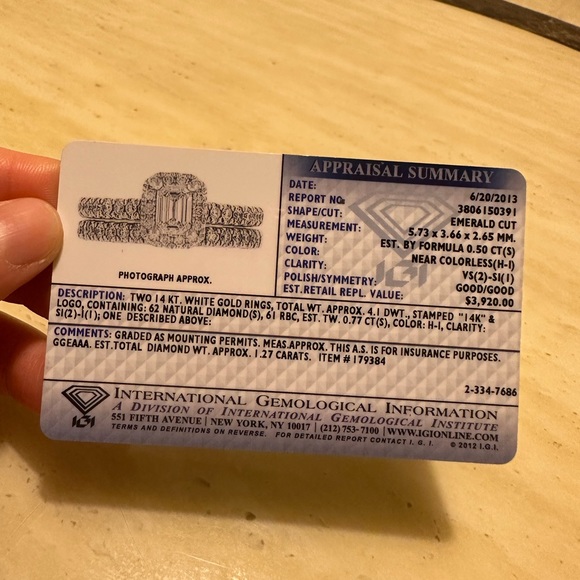 APPRAISAL SUMMARY
DATE: 6/20/2013
REPORT NO: 3806150391
SHAPE/CUT: EMERALD CUT
MEASUREMENT: 5.73 x 3.66 x 2.65 MM.
WEIGHT: EST. BY FORMULA 0.50 CT(S)
COLOR: NEAR COLORLESS(H-I)
CLARITY: VS(2)-SI(1)
POLISH/SYMMETRY: GOOD/GOOD
EST. RETAIL REPL. VALUE: $3,920.00
PHOTOGRAPH APPROX.
DESCRIPTION: TWO 14 KT. WHITE GOLD RINGS, TOTAL WT. APPROX. 4.1 DWT., STAMPED "14K" &
LOGO, CONTAINING: 62 NATURAL DIAMOND(S), 61 RBC, EST. TW. 0.77 CT(S), COLOR: H-I, CLARITY:
SI(2)-I(1); ONE DESCRIBED ABOVE:
COMMENTS: GRADED AS MOUNTING PERMITS. MEAS.APPROX. THIS A.S. IS FOR INSURANCE PURPOSES.
GGEAAA. EST.TOTAL DIAMOND WT. APPROX. 1.27 CARATS. ITEM # 179384
2-334-7686
IGI
IGI
INTERNATIONAL GEMOLOGICAL INFORMATION
A DIVISION OF INTERNATIONAL GEMOLOGICAL INSTITUTE
551 FIFTH AVENUE | NEW YORK, NY 10017 | (212) 753-7100 | WWW.IGIONLINE.COM
TERMS AND DEFINITIONS ON REVERSE. FOR DETAILED REPORT CONTACT I. G. I. © 2012 I.G.I.